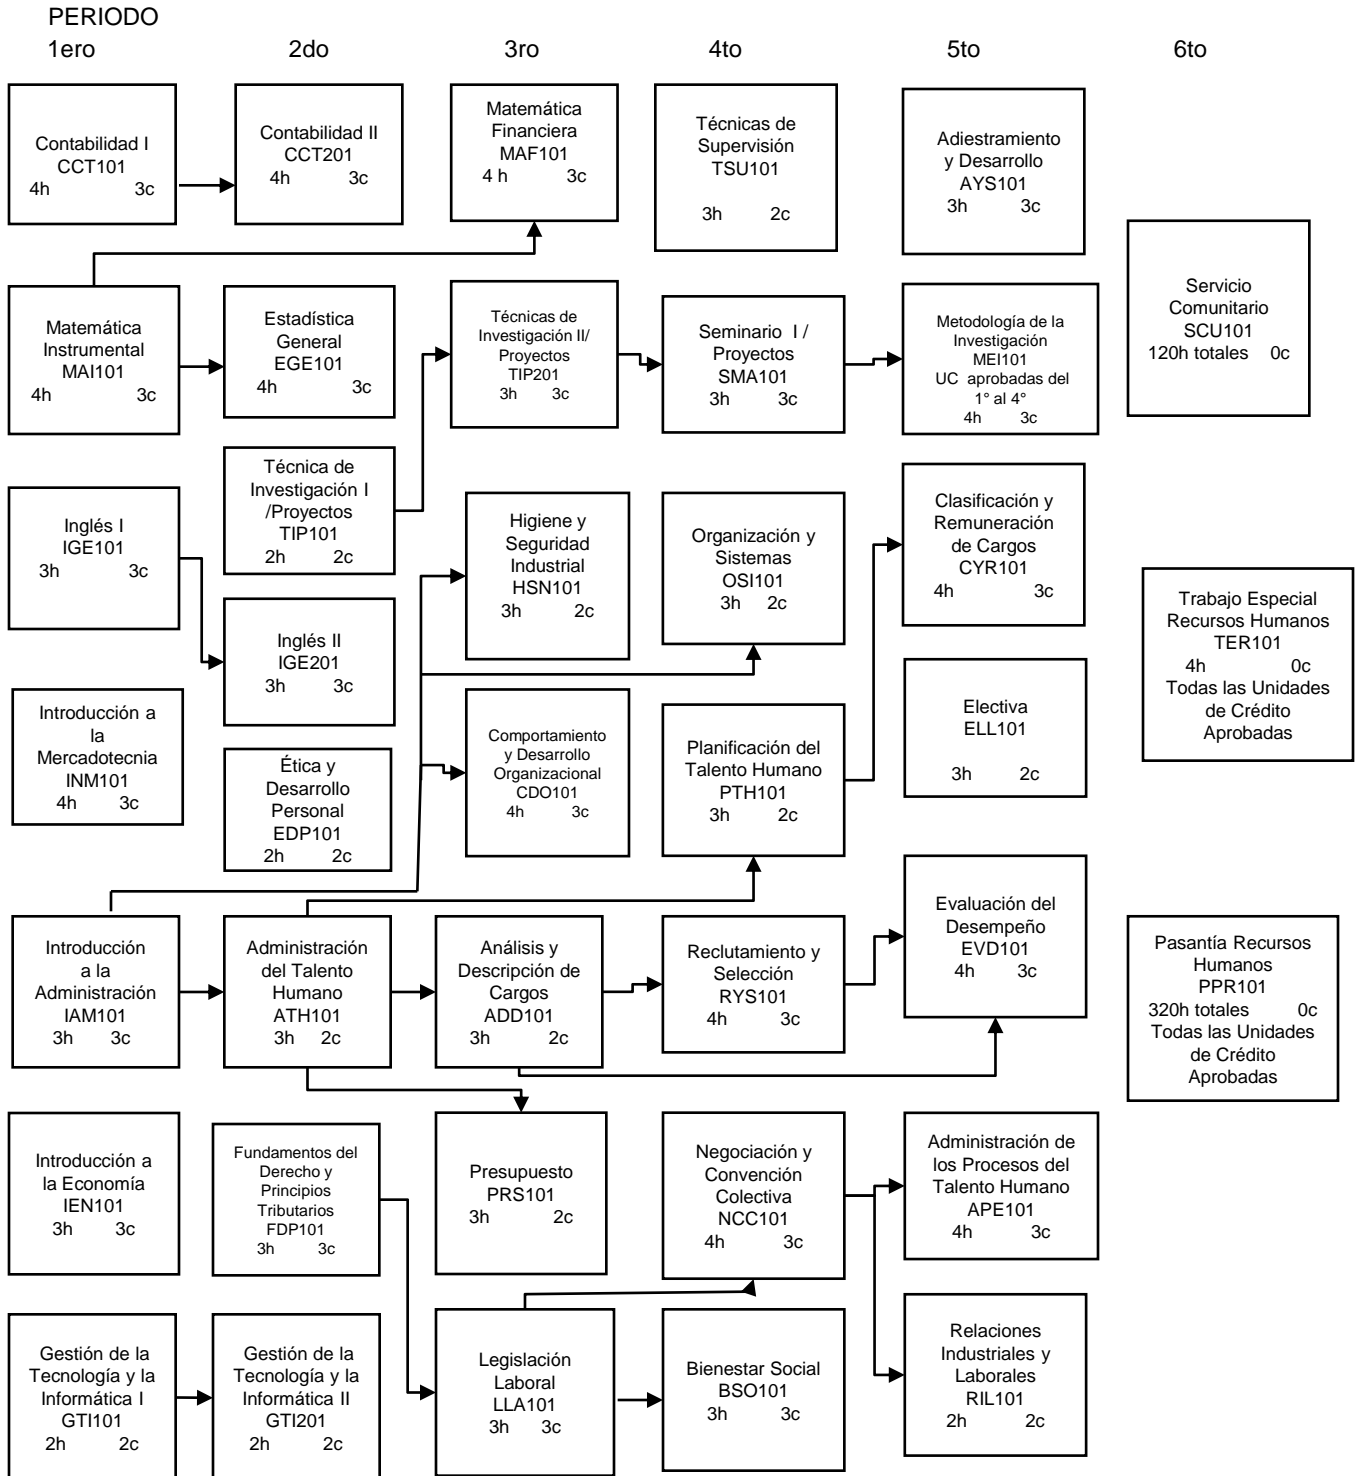 PERIODO
1ero 2do 3ro 4to 5to 6to
Contabilidad I
CCT101
4h 3c
Contabilidad II
CCT201
4h 3c
Matemática
Financiera
MAF101
4 h 3c
Técnicas de
Supervisión
TSU101
3h 2c
Adiestramiento
y Desarrollo
AYS101
3h 3c
Servicio
Comunitario
SCU101
120h totales 0c
Matemática
Instrumental
MAI101
4h 3c
Estadística
General
EGE101
4h 3c
Técnicas de
Investigación II/
Proyectos
TIP201
3h 3c
Seminario I /
Proyectos
SMA101
3h 3c
Metodología de la
Investigación
MEI101
UC aprobadas del
1° al 4°
4h 3c
Técnica de
Investigación I
/Proyectos
TIP101
2h 2c
Inglés I
IGE101
3h 3c
Higiene y
Seguridad
Industrial
HSN101
3h 2c
Organización y
Sistemas
OSI101
3h 2c
Clasificación y
Remuneración
de Cargos
CYR101
4h 3c
Trabajo Especial
Recursos Humanos
TER101
4h 0c
Todas las Unidades
de Crédito
Aprobadas
Inglés II
IGE201
3h 3c
Introducción a
la
Mercadotecnia
INM101
4h 3c
Ética y
Desarrollo
Personal
EDP101
2h 2c
Comportamiento
y Desarrollo
Organizacional
CDO101
4h 3c
Planificación del
Talento Humano
PTH101
3h 2c
Electiva
ELL101
3h 2c
Introducción
a la
Administración
IAM101
3h 3c
Administración
del Talento
Humano
ATH101
3h 2c
Análisis y
Descripción de
Cargos
ADD101
3h 2c
Reclutamiento y
Selección
RYS101
4h 3c
Evaluación del
Desempeño
EVD101
4h 3c
Pasantía Recursos
Humanos
PPR101
320h totales 0c
Todas las Unidades
de Crédito
Aprobadas
Introducción a
la Economía
IEN101
3h 3c
Fundamentos del
Derecho y
Principios
Tributarios
FDP101
3h 3c
Presupuesto
PRS101
3h 2c
Negociación y
Convención
Colectiva
NCC101
4h 3c
Administración de
los Procesos del
Talento Humano
APE101
4h 3c
Gestión de la
Tecnología y la
Informática I
GTI101
2h 2c
Gestión de la
Tecnología y la
Informática II
GTI201
2h 2c
Legislación
Laboral
LLA101
3h 3c
Bienestar Social
BSO101
3h 3c
Relaciones
Industriales y
Laborales
RIL101
2h 2c